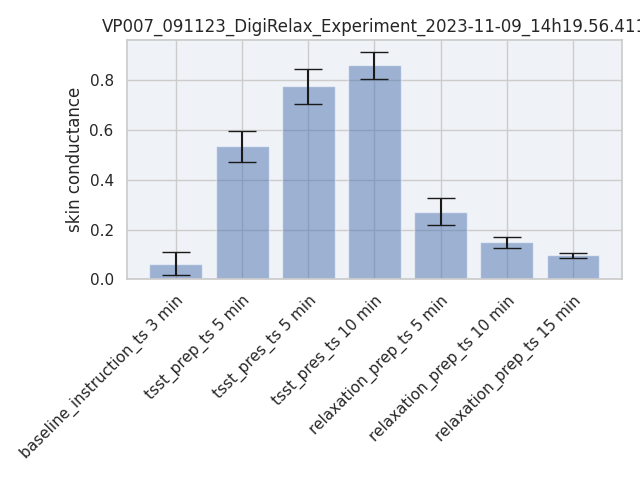 VP007_091123_DigiRelax_Experiment_2023-11-09_14h19.56.411
skin conductance
0.8
0.6
0.4
0.2
0.0
baseline_instruction_ts 3 min
tsst_prep_ts 5 min
tsst_pres_ts 5 min
tsst_pres_ts 10 min
relaxation_prep_ts 5 min
relaxation_prep_ts 10 min
relaxation_prep_ts 15 min